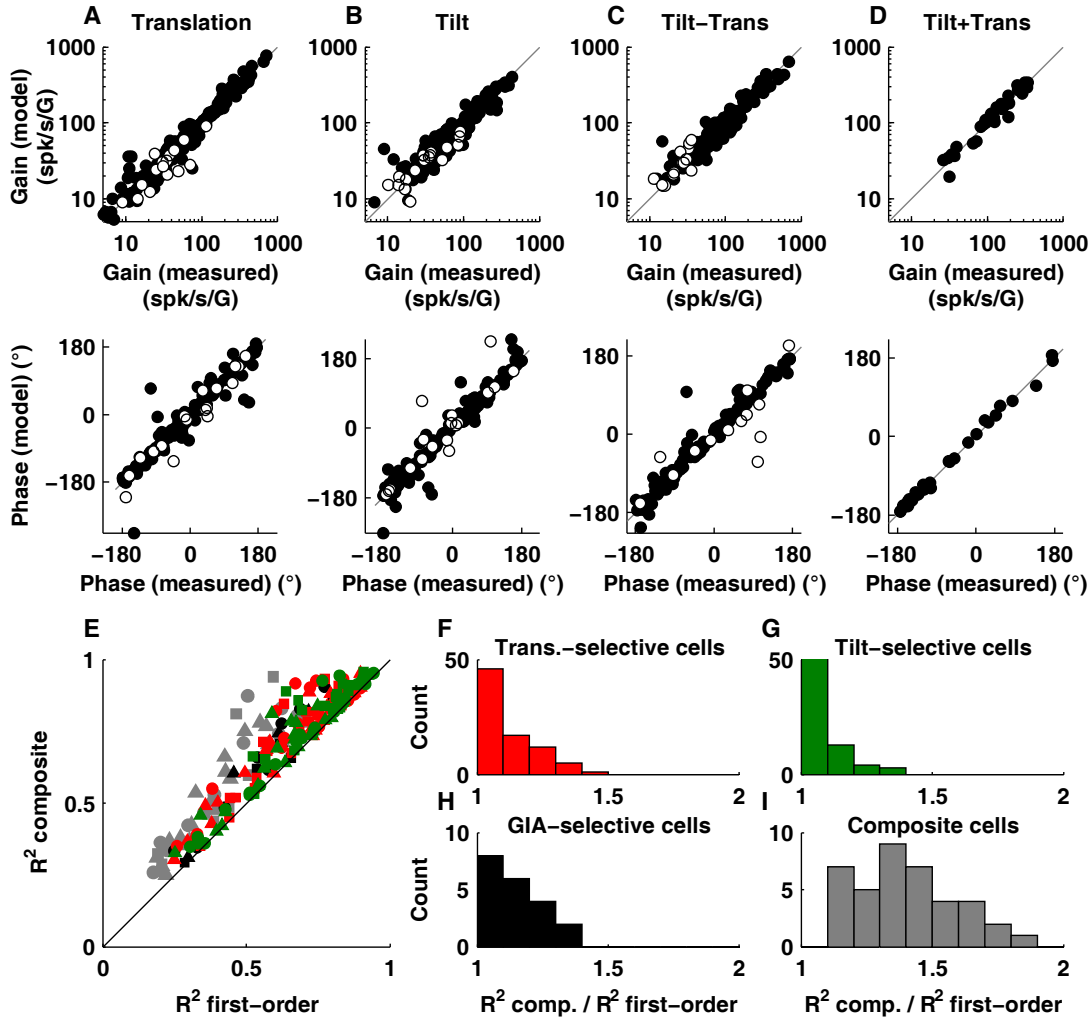 A Translation
B Tilt
C Tilt−Trans
D Tilt+Trans
Gain (model)
(spk/s/G)
1000
100
10
10 100 1000
Gain (measured)
(spk/s/G)
1000
100
10
10 100 1000
Gain (measured)
(spk/s/G)
1000
100
10
10 100 1000
Gain (measured)
(spk/s/G)
1000
100
10
10 100 1000
Gain (measured)
(spk/s/G)
Phase (model) (°)
180
0
−180
−180 0 180
Phase (measured) (°)
180
0
−180
−180 0 180
Phase (measured) (°)
180
0
−180
−180 0 180
Phase (measured) (°)
180
0
−180
−180 0 180
Phase (measured) (°)
E
R² composite
1
0.5
0
0 0.5 1
R² first−order
F
Trans.−selective cells
Count
50
0
1 1.5 2
G
Tilt−selective cells
50
0
1 1.5 2
H
GIA−selective cells
Count
10
5
0
1 1.5 2
R² comp. / R² first−order
I
Composite cells
10
5
0
1 1.5 2
R² comp. / R² first−order